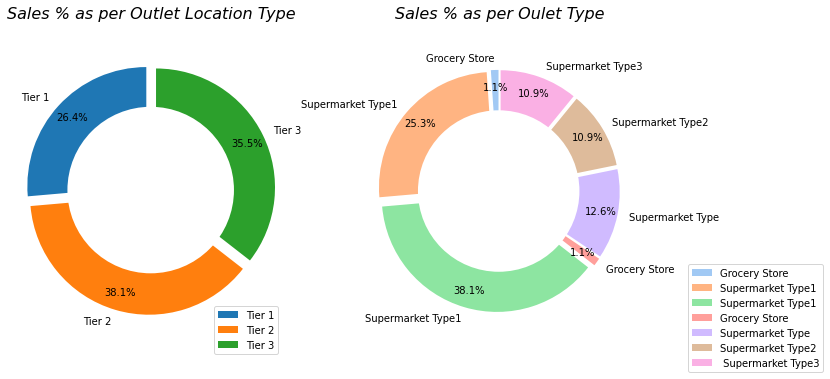 Sales % as per Outlet Location Type
Tier 1
26.4%
Tier 3
35.5%
38.1%
Tier 2
Tier 1
Tier 2
Tier 3
Sales % as per Oulet Type
Grocery Store
1.1%
Supermarket Type3
10.9%
Supermarket Type1
25.3%
Supermarket Type2
10.9%
12.6%
Supermarket Type
1.1%
Grocery Store
38.1%
Supermarket Type1
Grocery Store
Supermarket Type1
Supermarket Type1
Grocery Store
Supermarket Type
Supermarket Type2
Supermarket Type3